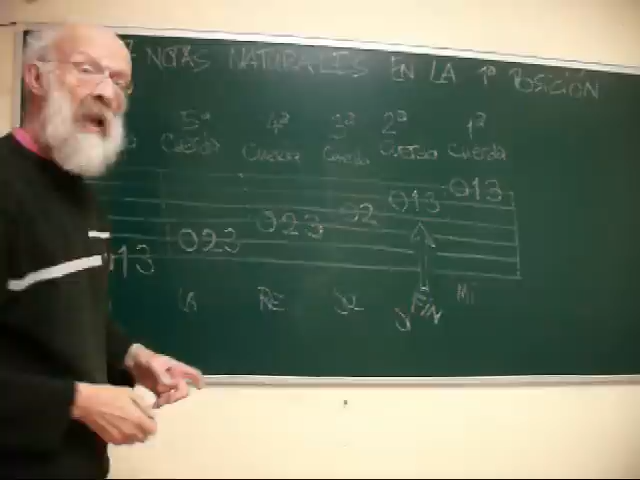 7 NOTAS NATURALES EN LA 1ª POSICIÓN
5ª 4ª 3ª 2ª 1ª
Cuerda Cuerda Cuerda Cuerda Cuerda
013 023 023 02 013 013
LA RE SOL SI FIN MI